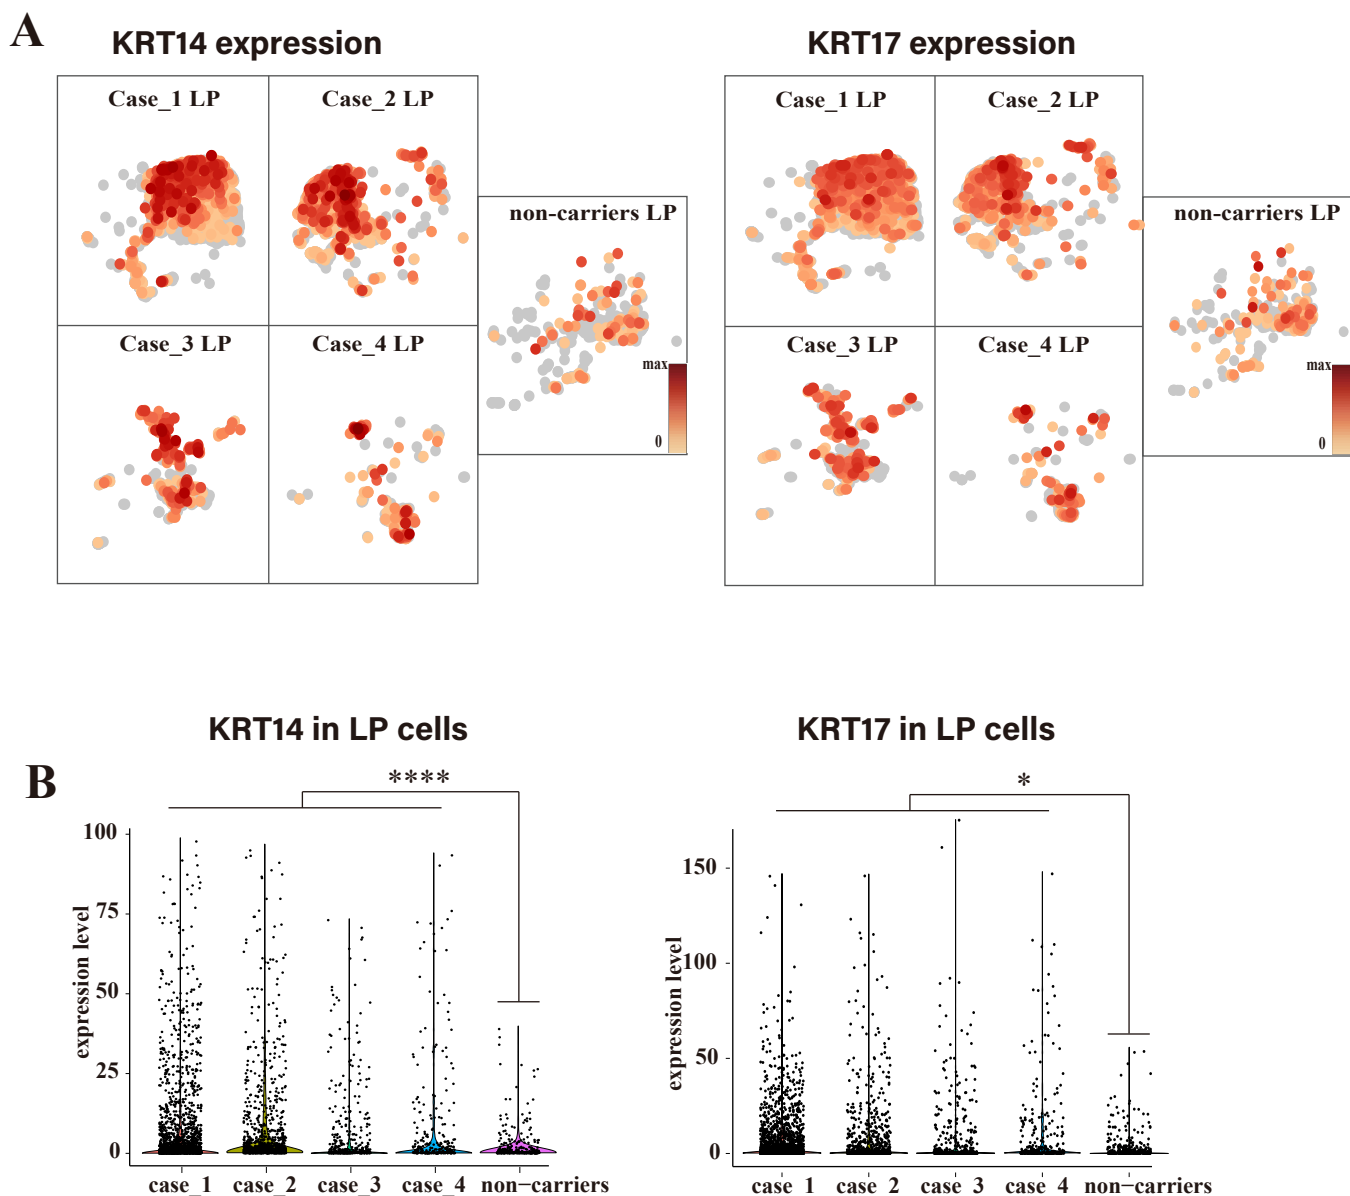 A
KRT14 expression
KRT17 expression
Case_1 LP
Case_2 LP
non-carriers LP
Case_3 LP
Case_4 LP
max
0
Case_1 LP
Case_2 LP
non-carriers LP
Case_3 LP
Case_4 LP
max
0
B
KRT14 in LP cells
KRT17 in LP cells
****
expression level
100
75
50
25
0
case_1
case_2
case_3
case_4
non−carriers
*
expression level
150
100
50
0
case_1
case_2
case_3
case_4
non−carriers